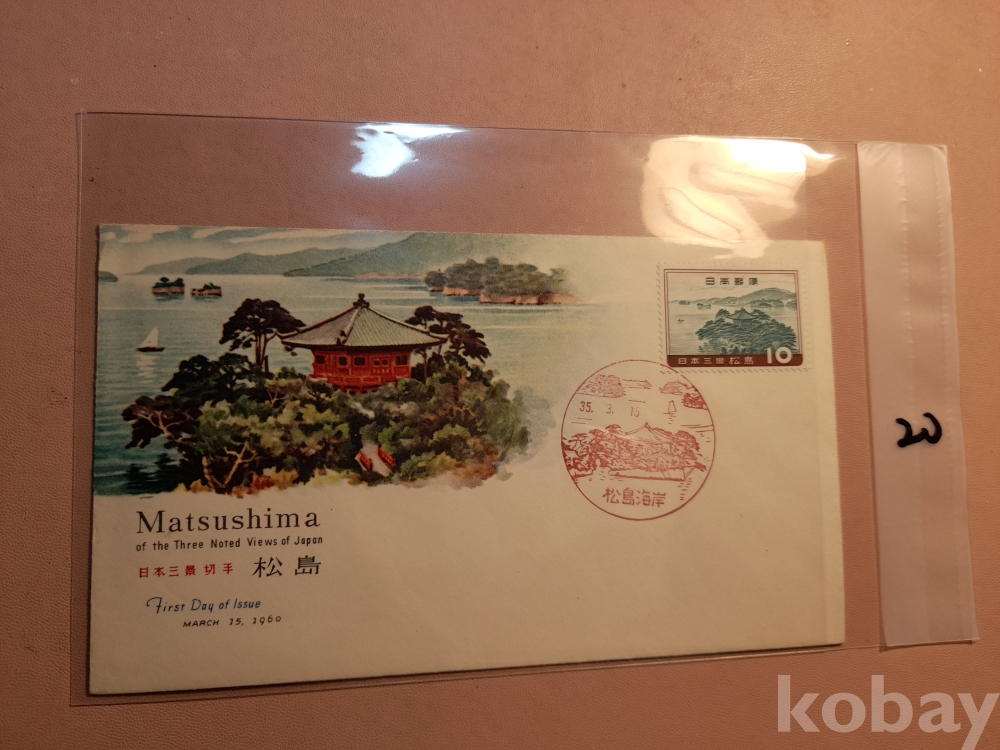 日本郵便
日本三景 松島 10
35. 3. 15
松島海岸
20
Matsushima
of the Three Noted Views of Japan
日本三景切手 松島
First Day of Issue
MARCH 15, 1960
kobay